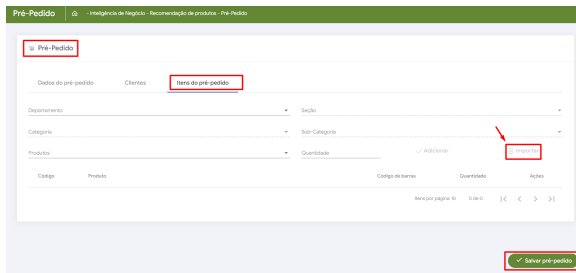 Pré-Pedido - Inteligência de Negócio - Recomendação de produtos - Pré-Pedido
Pré-Pedido
Dados do pré-pedido Clientes Itens do pré-pedido
Departamento Seção
Categoria Sub-Categoria
Produtos Quantidade Adicionar Importar
Código Produto Código de barras Quantidade Ações
Itens por página 10 0 de 0
Salvar pré-pedido